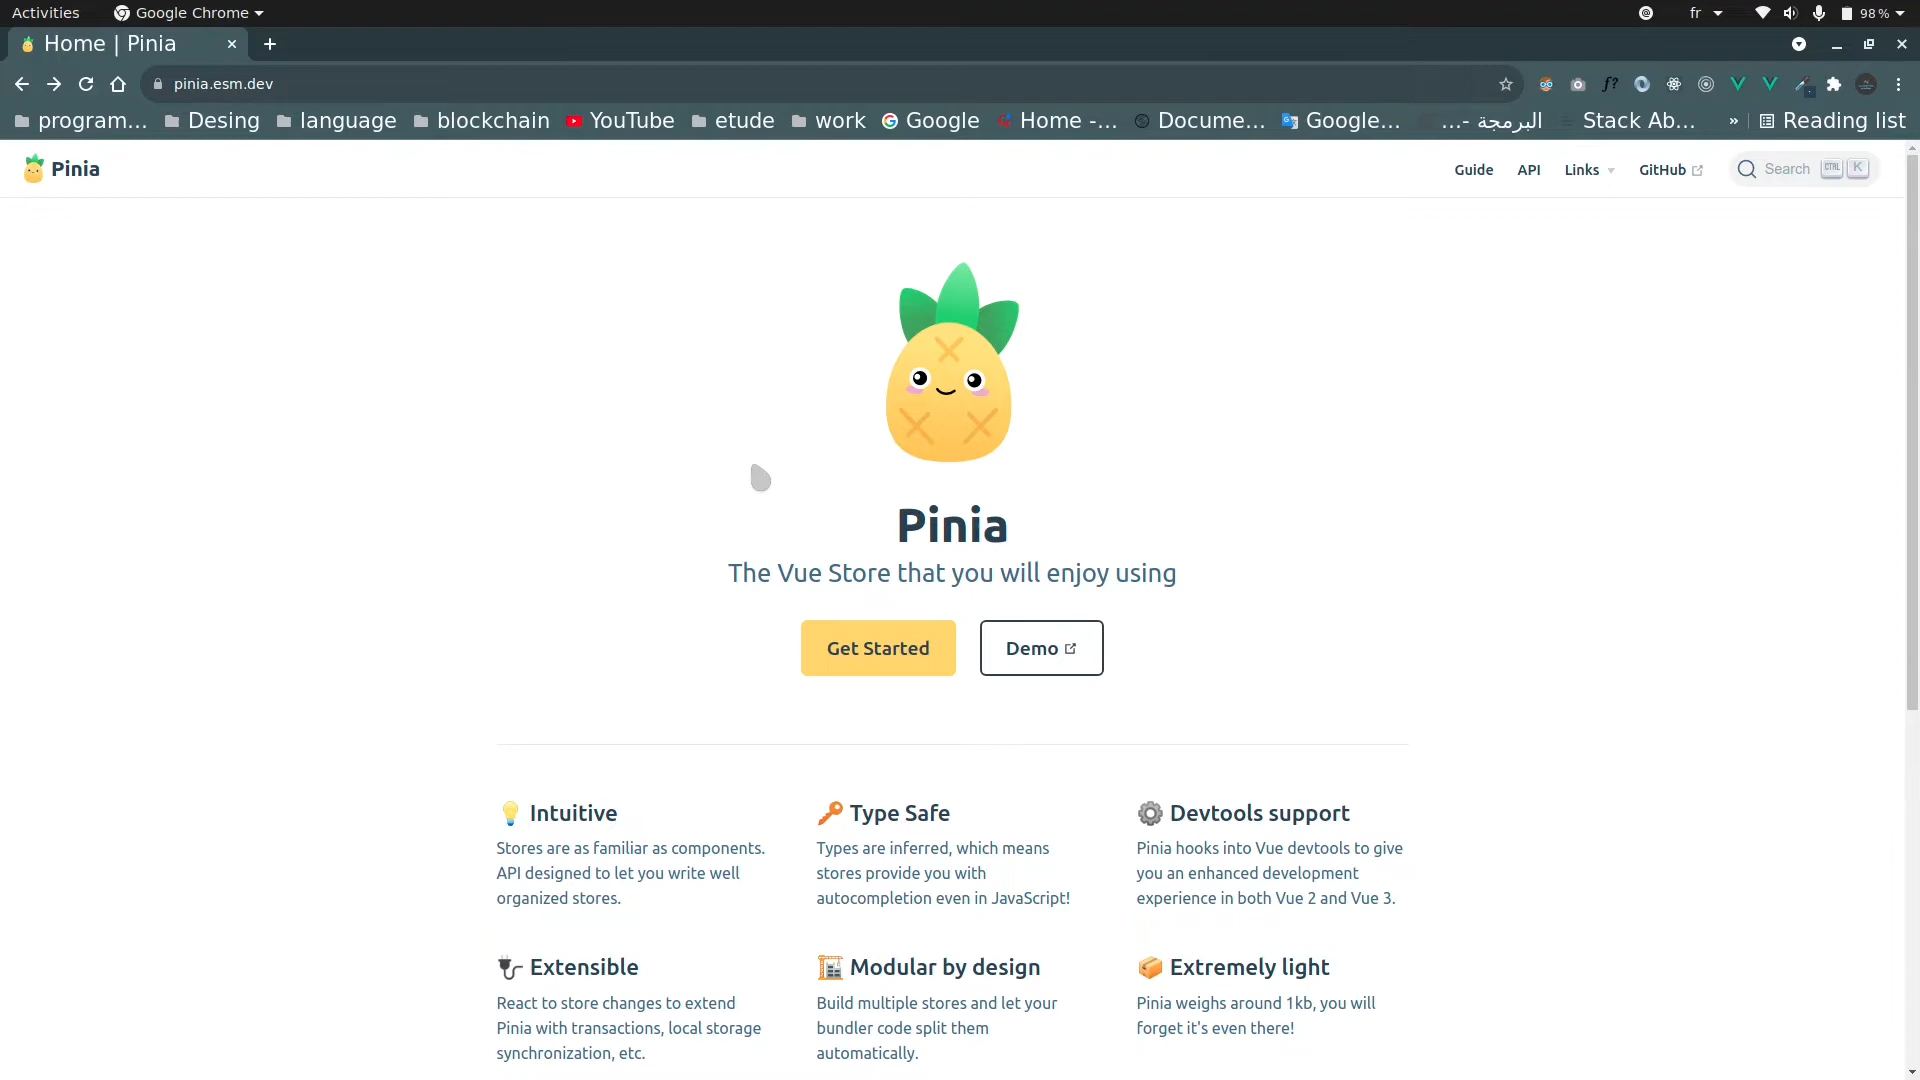 Activities Google Chrome fr 98 %
Home | Pinia
pinia.esm.dev f?
program... Desing language blockchain YouTube etude work Google Home -... Docume... Google... البرمجة -... Stack Ab... » Reading list
Pinia Guide API Links GitHub Search CTRL K
Pinia
The Vue Store that you will enjoy using
Get Started Demo
Intuitive Type Safe Devtools support
Stores are as familiar as components. Types are inferred, which means Pinia hooks into Vue devtools to give
API designed to let you write well stores provide you with you an enhanced development
organized stores. autocompletion even in JavaScript! experience in both Vue 2 and Vue 3.
Extensible Modular by design Extremely light
React to store changes to extend Build multiple stores and let your Pinia weighs around 1kb, you will
Pinia with transactions, local storage bundler code split them forget it's even there!
synchronization, etc. automatically.